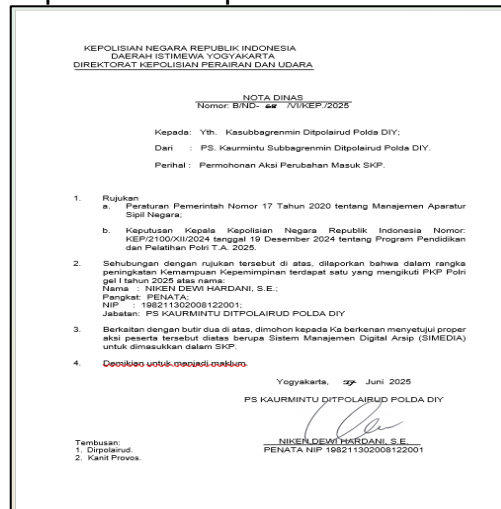 KEPOLISIAN NEGARA REPUBLIK INDONESIA
DAERAH ISTIMEWA YOGYAKARTA
DIREKTORAT KEPOLISIAN PERAIRAN DAN UDARA
NOTA DINAS
Nomor: B/ND- /VI/KEP./2025
Kepada: Yth. Kasubbagrenmin Ditpolairud Polda DIY;
Dari : PS. Kaurmintu Subbagrenmin Ditpolairud Polda DIY.
Perihal : Permohonan Aksi Perubahan Masuk SKP.
1. Rujukan
a. Peraturan Pemerintah Nomor 17 Tahun 2020 tentang Manajemen Aparatur
Sipil Negara;
b. Keputusan Kepala Kepolisian Negara Republik Indonesia Nomor:
KEP/2100/XII/2024 tanggal 19 Desember 2024 tentang Program Pendidikan
dan Pelatihan Polri T.A. 2025.
2. Sehubungan dengan rujukan tersebut di atas, dilaporkan bahwa dalam rangka
peningkatan Kemampuan Kepemimpinan terdapat satu yang mengikuti PKP Polri
gel I tahun 2025 atas nama:
Nama : NIKEN DEWI HARDANI, S.E.;
Pangkat: PENATA;
NIP : 198211302008122001;
Jabatan: PS KAURMINTU DITPOLAIRUD POLDA DIY
3. Berkaitan dengan butir dua di atas, dimohon kepada Ka berkenan menyetujui proper
aksi peserta tersebut diatas berupa Sistem Manajemen Digital Arsip (SIMEDIA)
untuk dimasukkan dalam SKP.
4. Demikian untuk menjadi maklum.
Yogyakarta, 27 Juni 2025
PS KAURMINTU DITPOLAIRUD POLDA DIY
NIKEN DEWI HARDANI, S.E.
PENATA NIP 198211302008122001
Tembusan:
1. Dirpolairud.
2. Kanit Provos.